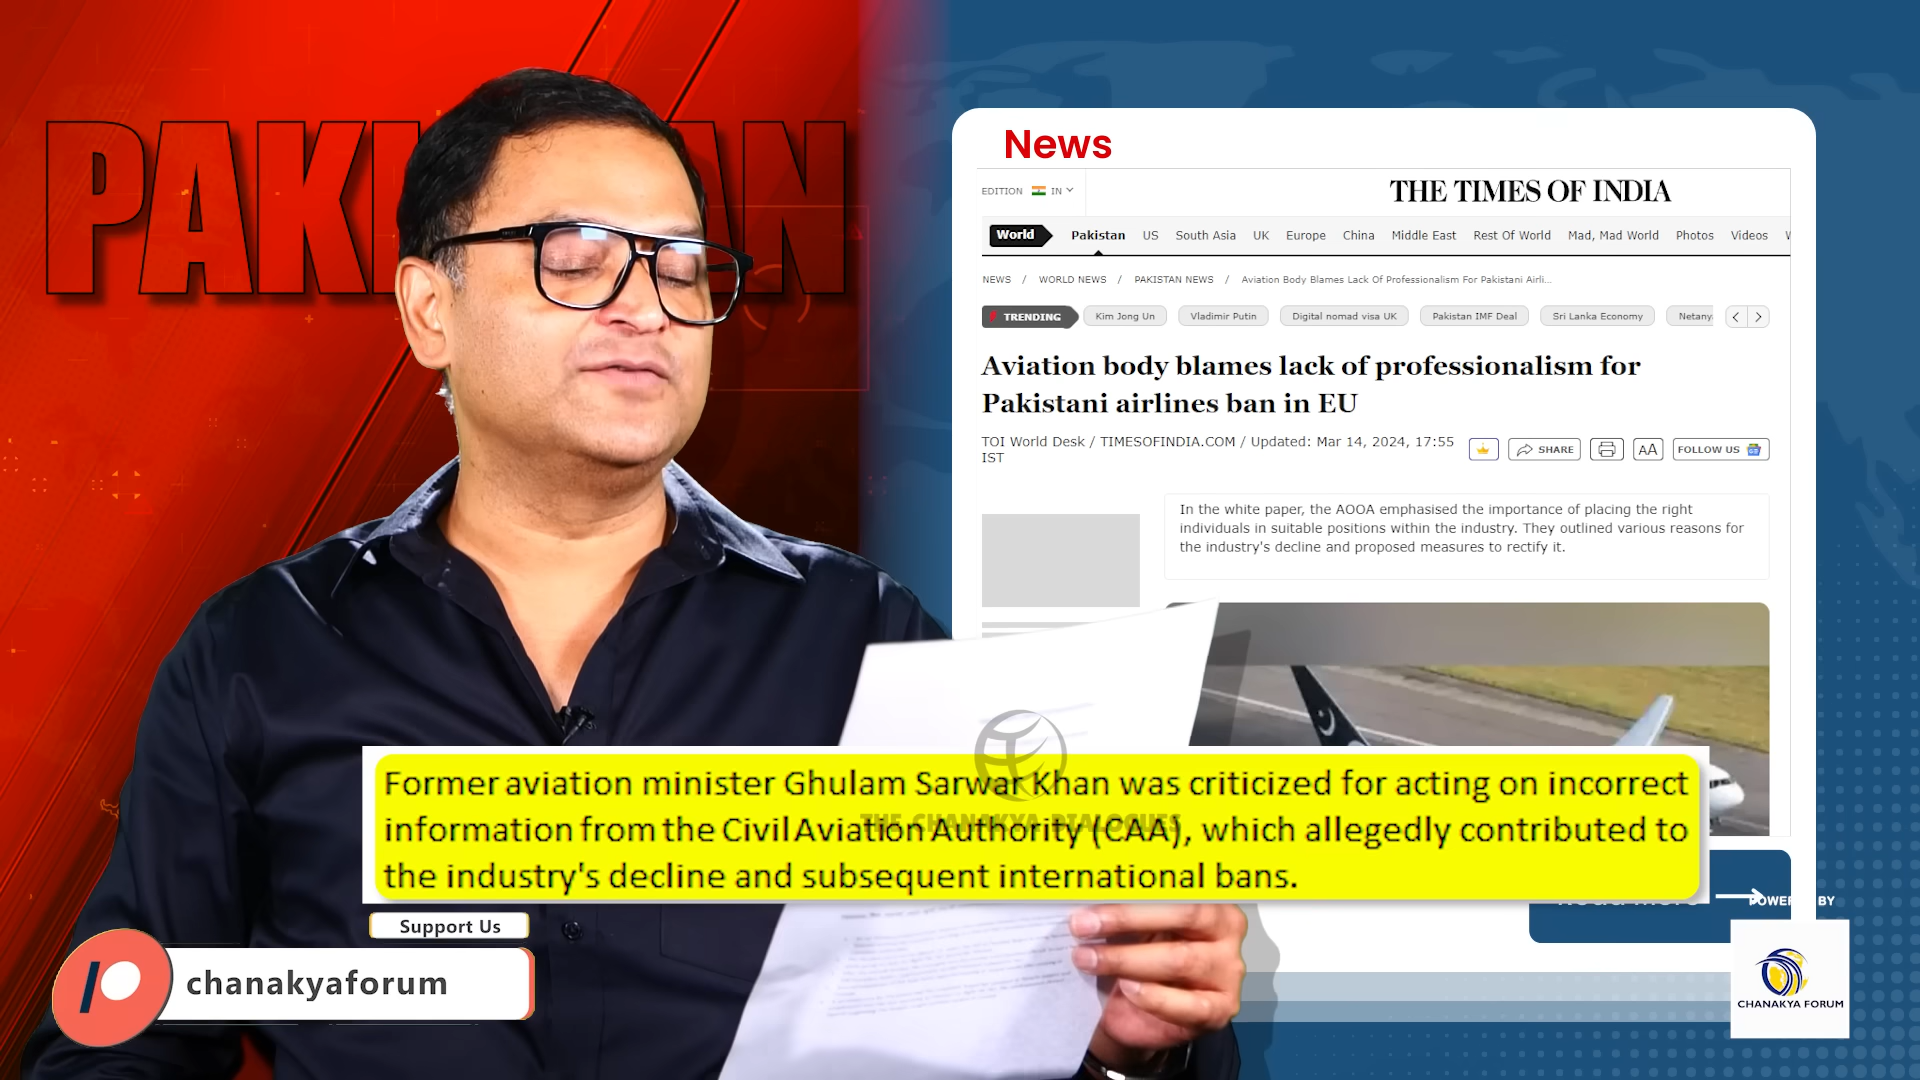 PAKI AN
News
EDITION IN
THE TIMES OF INDIA
World Pakistan US South Asia UK Europe China Middle East Rest Of World Mad, Mad World Photos Videos
NEWS / WORLD NEWS / PAKISTAN NEWS / Aviation Body Blames Lack Of Professionalism For Pakistani Airli...
TRENDING Kim Jong Un Vladimir Putin Digital nomad visa UK Pakistan IMF Deal Sri Lanka Economy Netany
Aviation body blames lack of professionalism for
Pakistani airlines ban in EU
TOI World Desk / TIMESOFINDIA.COM / Updated: Mar 14, 2024, 17:55
IST
SHARE AA FOLLOW US
In the white paper, the AOOA emphasised the importance of placing the right
individuals in suitable positions within the industry. They outlined various reasons for
the industry's decline and proposed measures to rectify it.
Former aviation minister Ghulam Sarwar Khan was criticized for acting on incorrect
information from the Civil Aviation Authority (CAA), which allegedly contributed to
the industry's decline and subsequent international bans.
THE CHANAKYA DIALOGUES
Support Us
chanakyaforum
POWERED BY
CHANAKYA FORUM